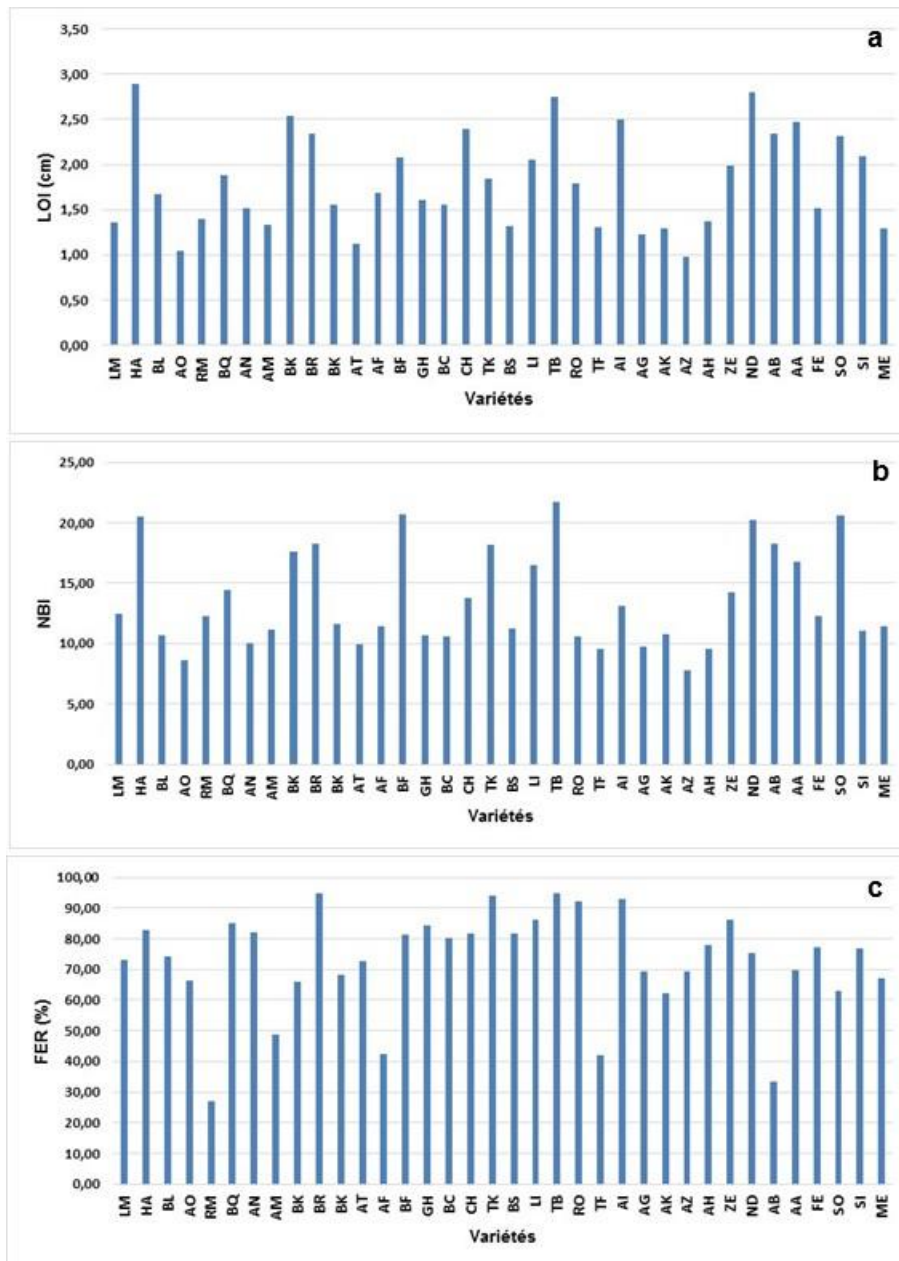 a
3,50
3,00
2,50
2,00
1,50
1,00
0,50
0,00
LOI (cm)
LM HA BL AO RM BQ AN AM BK BR BK AT AF BF GH BC CH TK BS LI TB RO TF AI AG AK AZ AH ZE ND AB AA FE SO SI ME
Variétés
b
25,00
20,00
15,00
10,00
5,00
0,00
NBI
LM HA BL AO RM BQ AN AM BK BR BK AT AF BF GH BC CH TK BS LI TB RO TF AI AG AK AZ AH ZE ND AB AA FE SO SI ME
Variétés
c
100,00
90,00
80,00
70,00
60,00
50,00
40,00
30,00
20,00
10,00
0,00
FER (%)
LM HA BL AO RM BQ AN AM BK BR BK AT AF BF GH BC CH TK BS LI TB RO TF AI AG AK AZ AH ZE ND AB AA FE SO SI ME
Variétés